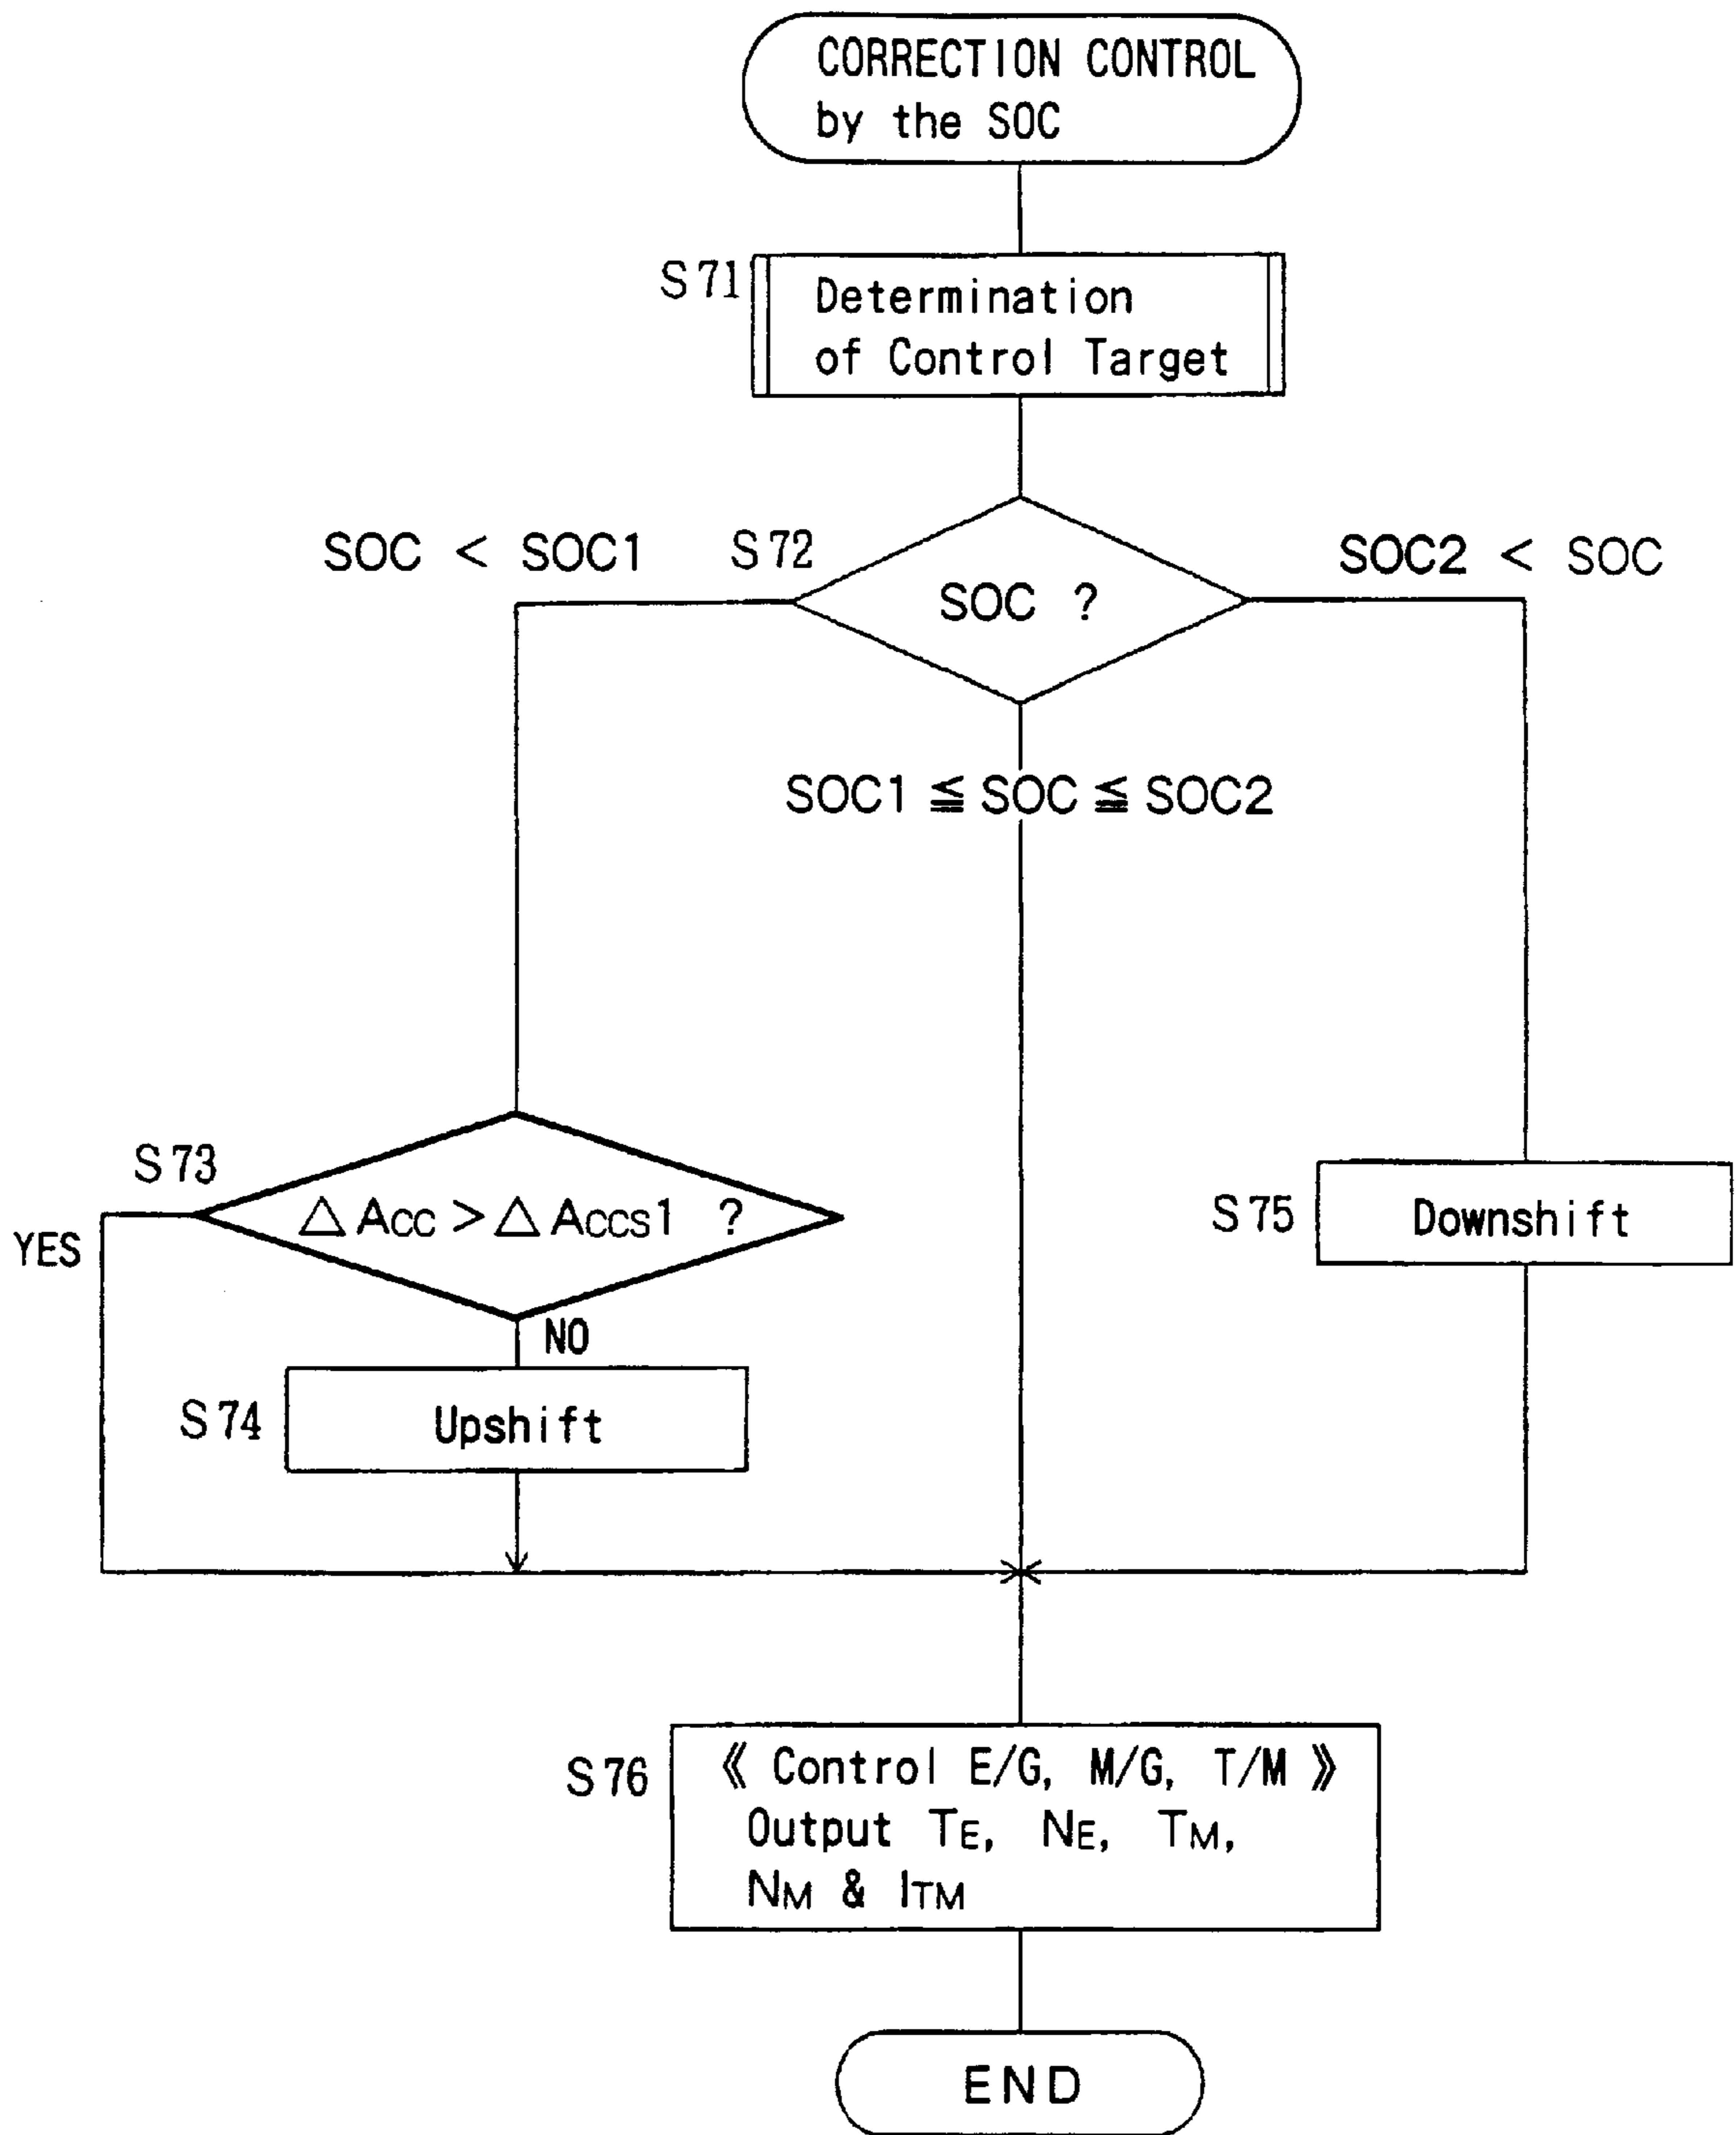 CORRECTION CONTROL
by the SOC
S71
Determination
of Control Target
SOC < SOC1
S72
SOC2 < SOC
SOC ?
SOC1 ≦ SOC ≦ SOC2
S73
△ACC > △ACCS1 ?
YES
S75
Downshift
NO
S74
Upshift
S76
《 Control E/G, M/G, T/M 》
Output TE, NE, TM,
NM & ITM
END